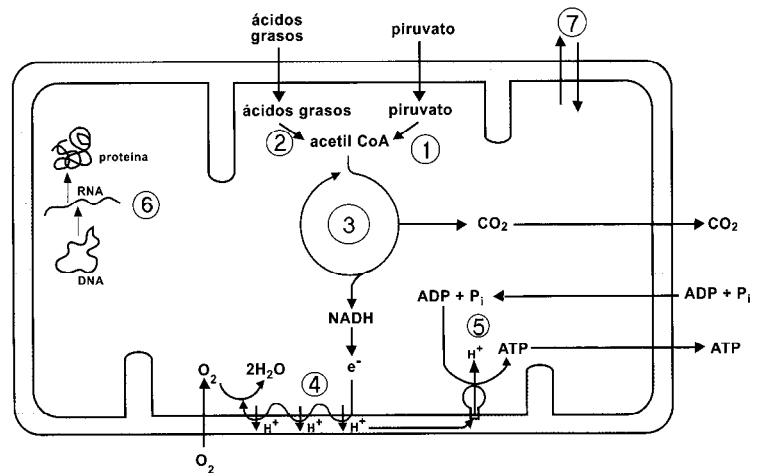 ácidos
grasos
piruvato
7
ácidos grasos
piruvato
2
acetil CoA
1
proteína
RNA
6
DNA
3
CO₂
CO₂
ADP + Pi
ADP + Pi
NADH
5
H⁺
ATP
ATP
e⁻
O₂
2H₂O
4
H⁺
H⁺
H⁺
O₂